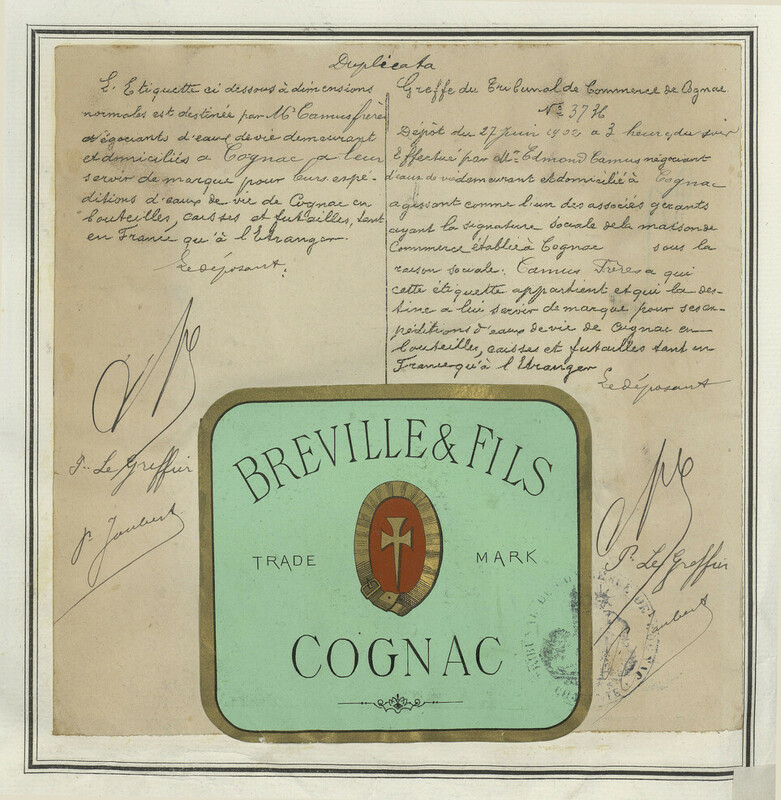 Duplicata
L'Etiquette ci dessous à dimensions
normales est destinée par Mrs Camus frères
négociants d'eaux de vie demeurant
et domiciliés à Cognac, à leur
servir de marque pour leurs expé-
ditions d'eaux de vie de Cognac en
bouteilles, caisses et futailles, tant
en France qu'à l'Etranger.
Le déposant.
Pr Le Greffier
P. Joubert
Greffe du Tribunal de Commerce de Cognac
No 3736
Dépôt du 27 juin 1902 à 3 heures du soir
Effectué par Mr Edmond Camus négociant
d'eaux de vie demeurant et domicilié à Cognac
agissant comme l'un des associés gérants
ayant la signature sociale de la maison de
Commerce établie à Cognac sous la
raison sociale: Camus Frères a qui
cette étiquette appartient et qui la des-
tine a lui servir de marque pour ses ex-
péditions d'eaux de vie de Cognac en
bouteilles, caisses et futailles tant en
France qu'à l'Etranger
Le déposant
Pr Le Greffier
Joubert
BREVILLE & FILS
TRADE MARK
COGNAC